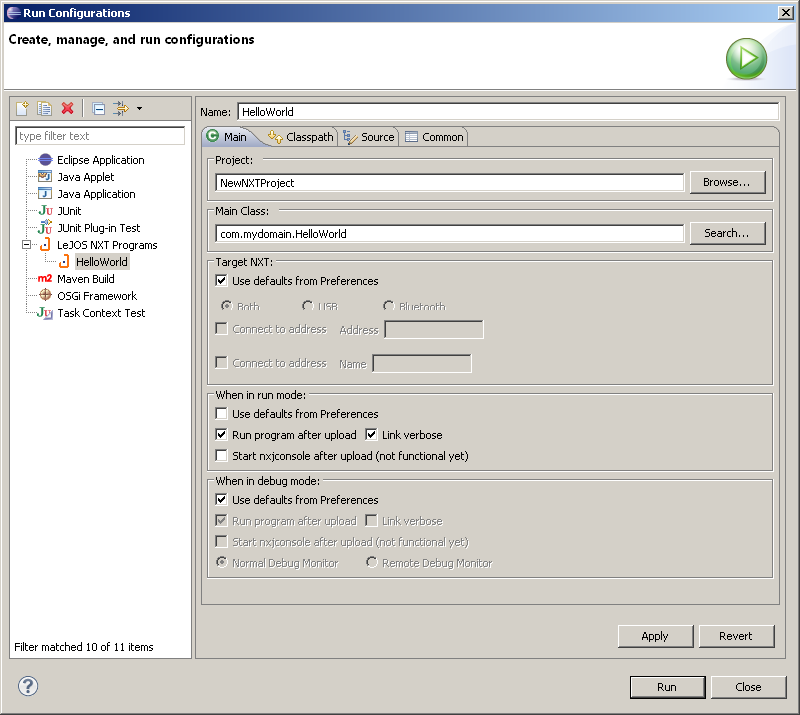 Run Configurations
Create, manage, and run configurations
type filter text
Eclipse Application
Java Applet
Java Application
JUnit
JUnit Plug-in Test
LeJOS NXT Programs
HelloWorld
Maven Build
OSGi Framework
Task Context Test
Filter matched 10 of 11 items
Name: HelloWorld
Main Classpath Source Common
Project:
NewNXTProject Browse...
Main Class:
com.mydomain.HelloWorld Search...
Target NXT:
Use defaults from Preferences
Both USB Bluetooth
Connect to address Address
Connect to address Name
When in run mode:
Use defaults from Preferences
Run program after upload Link verbose
Start nxjconsole after upload (not functional yet)
When in debug mode:
Use defaults from Preferences
Run program after upload Link verbose
Start nxjconsole after upload (not functional yet)
Normal Debug Monitor Remote Debug Monitor
Apply Revert
Run Close